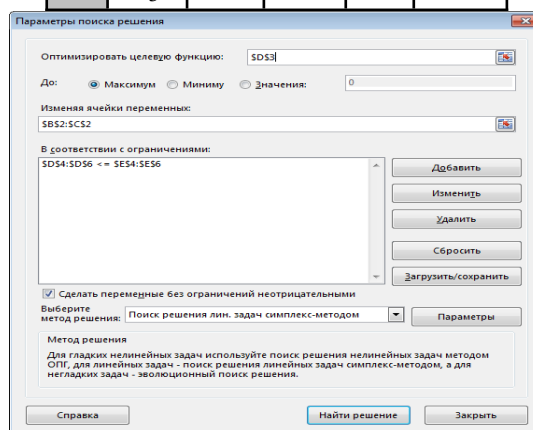 Параметры поиска решения
Оптимизировать целевую функцию: $D$3
До: Максимум Миниму Значения: 0
Изменяя ячейки переменных:
$B$2:$C$2
В соответствии с ограничениями:
$D$4:$D$6 <= $E$4:$E$6
Добавить
Изменить
Удалить
Сбросить
Загрузить/сохранить
Сделать переменные без ограничений неотрицательными
Выберите
метод решения: Поиск решения лин. задач симплекс-методом Параметры
Метод решения
Для гладких нелинейных задач используйте поиск решения нелинейных задач методом
ОПГ, для линейных задач - поиск решения линейных задач симплекс-методом, а для
негладких задач - эволюционный поиск решения.
Справка Найти решение Закрыть